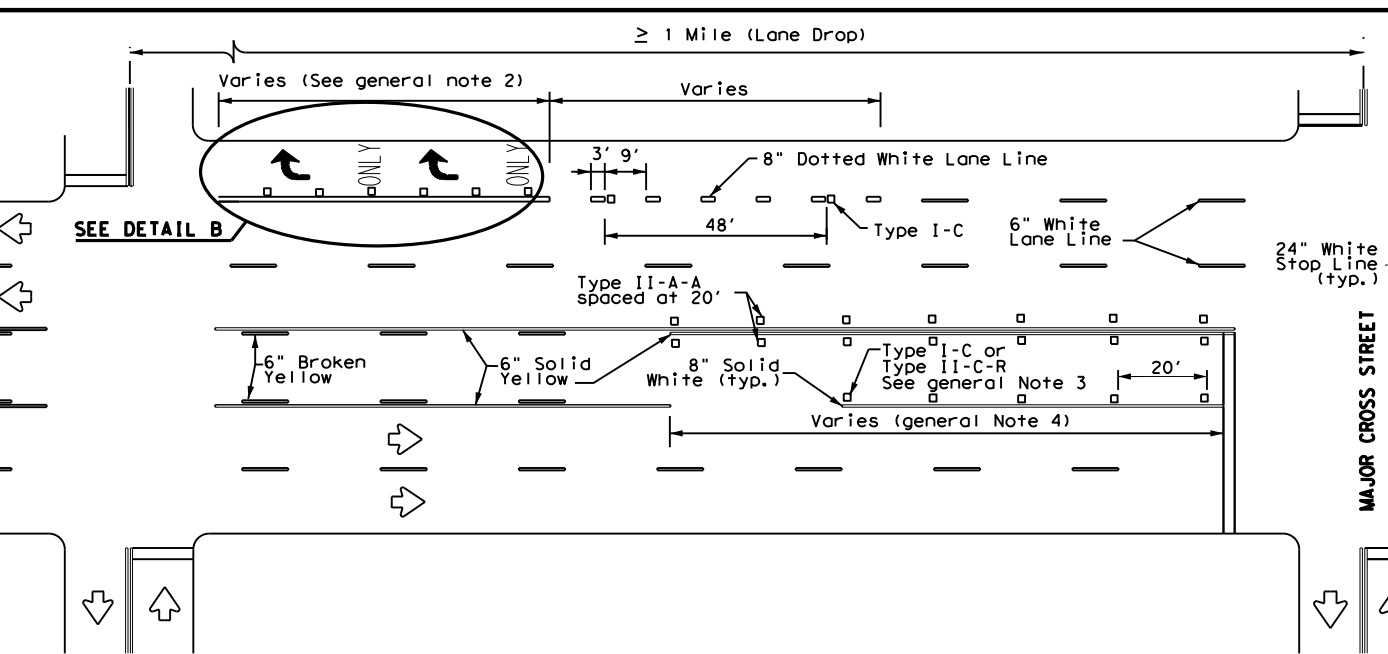 ≥ 1 Mile (Lane Drop)
Varies (See general note 2)
Varies
ONLY
ONLY
3' 9'
8" Dotted White Lane Line
SEE DETAIL B
48'
Type I-C
6" White
Lane Line
24" White
Stop Line
(typ.)
Type II-A-A
spaced at 20'
6" Broken
Yellow
6" Solid
Yellow
8" Solid
White (typ.)
Type I-C or
Type II-C-R
See general Note 3
20'
Varies (general Note 4)
MAJOR CROSS STREET